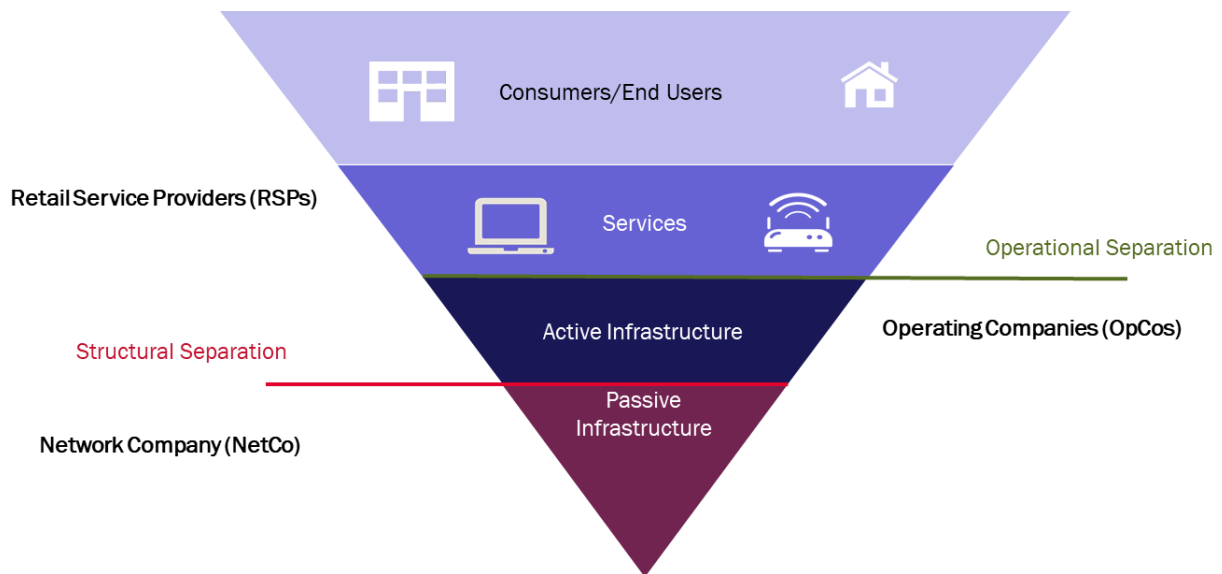 Consumers/End Users
Retail Service Providers (RSPs)
Services
Operational Separation
Active Infrastructure
Operating Companies (OpCos)
Structural Separation
Passive
Infrastructure
Network Company (NetCo)